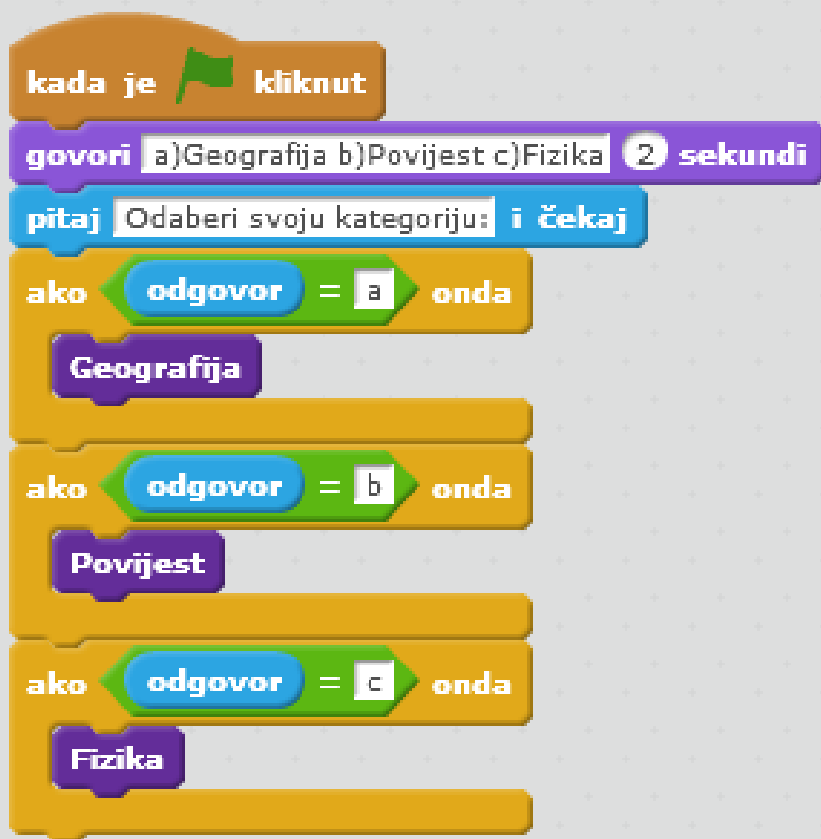 kada je kliknut
govori a)Geografija b)Povijest c)Fizika 2 sekundi
pitaj Odaberi svoju kategoriju: i čekaj
ako odgovor = a onda
Geografija
ako odgovor = b onda
Povijest
ako odgovor = c onda
Fizika